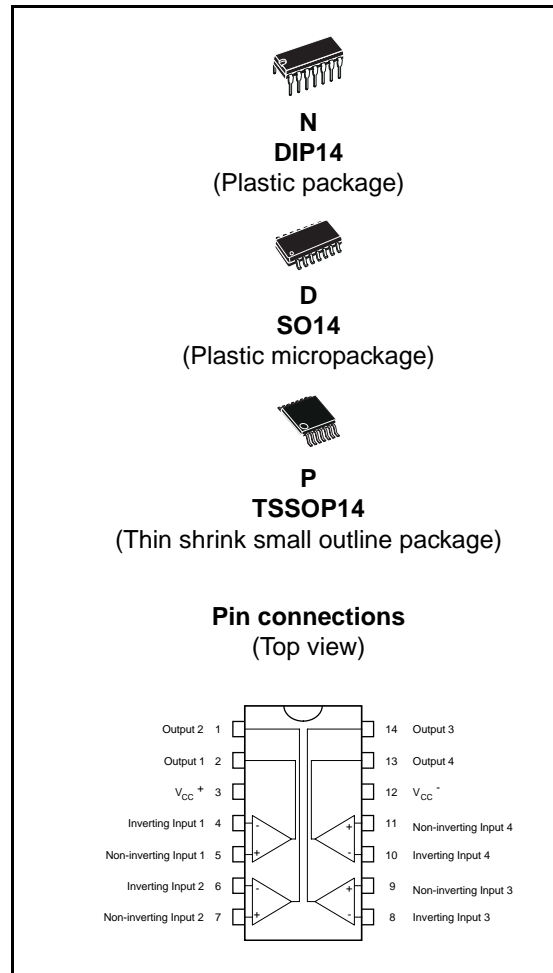 N
DIP14
(Plastic package)
D
SO14
(Plastic micropackage)
P
TSSOP14
(Thin shrink small outline package)
Pin connections
(Top view)
Output 2 1
Output 1 2
VCC + 3
Inverting Input 1 4
Non-inverting Input 1 5
Inverting Input 2 6
Non-inverting Input 2 7
14 Output 3
13 Output 4
12 VCC -
11 Non-inverting Input 4
10 Inverting Input 4
9 Non-inverting Input 3
8 Inverting Input 3
-
+
-
+
+
-
+
-